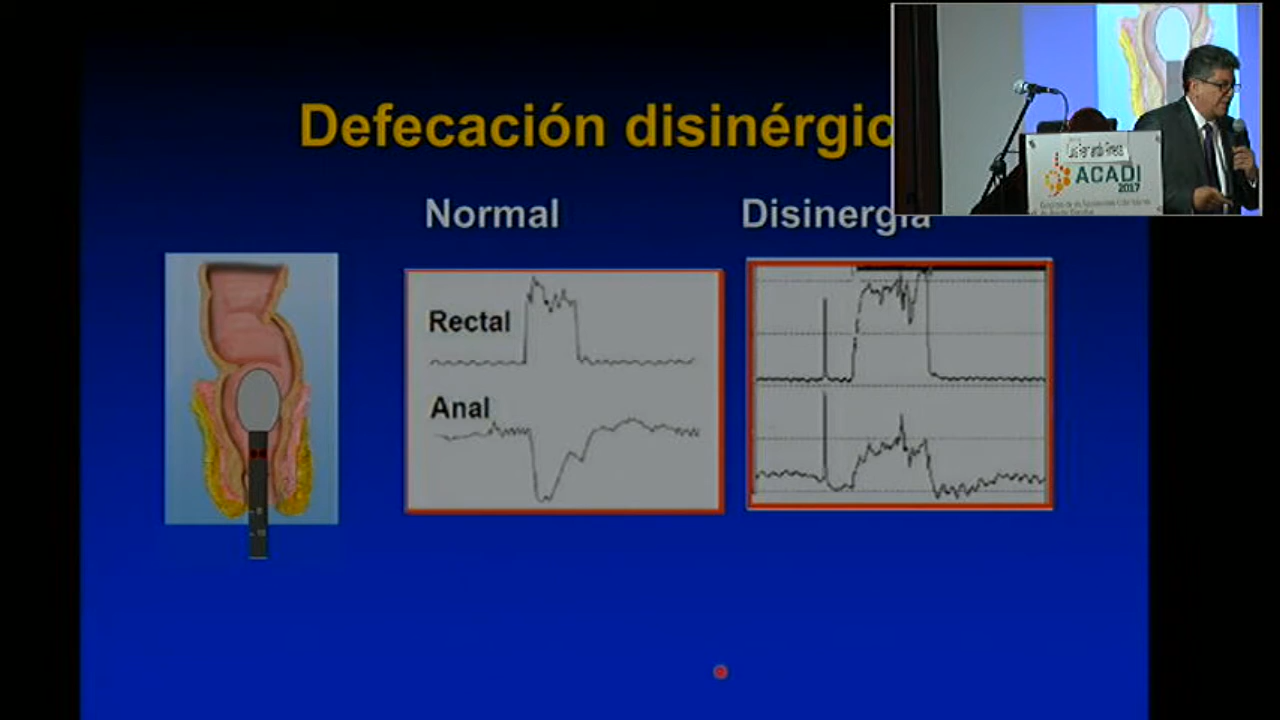 Defecación disinérgic
Normal
Disinergia
Rectal
Anal
ACADI
2017